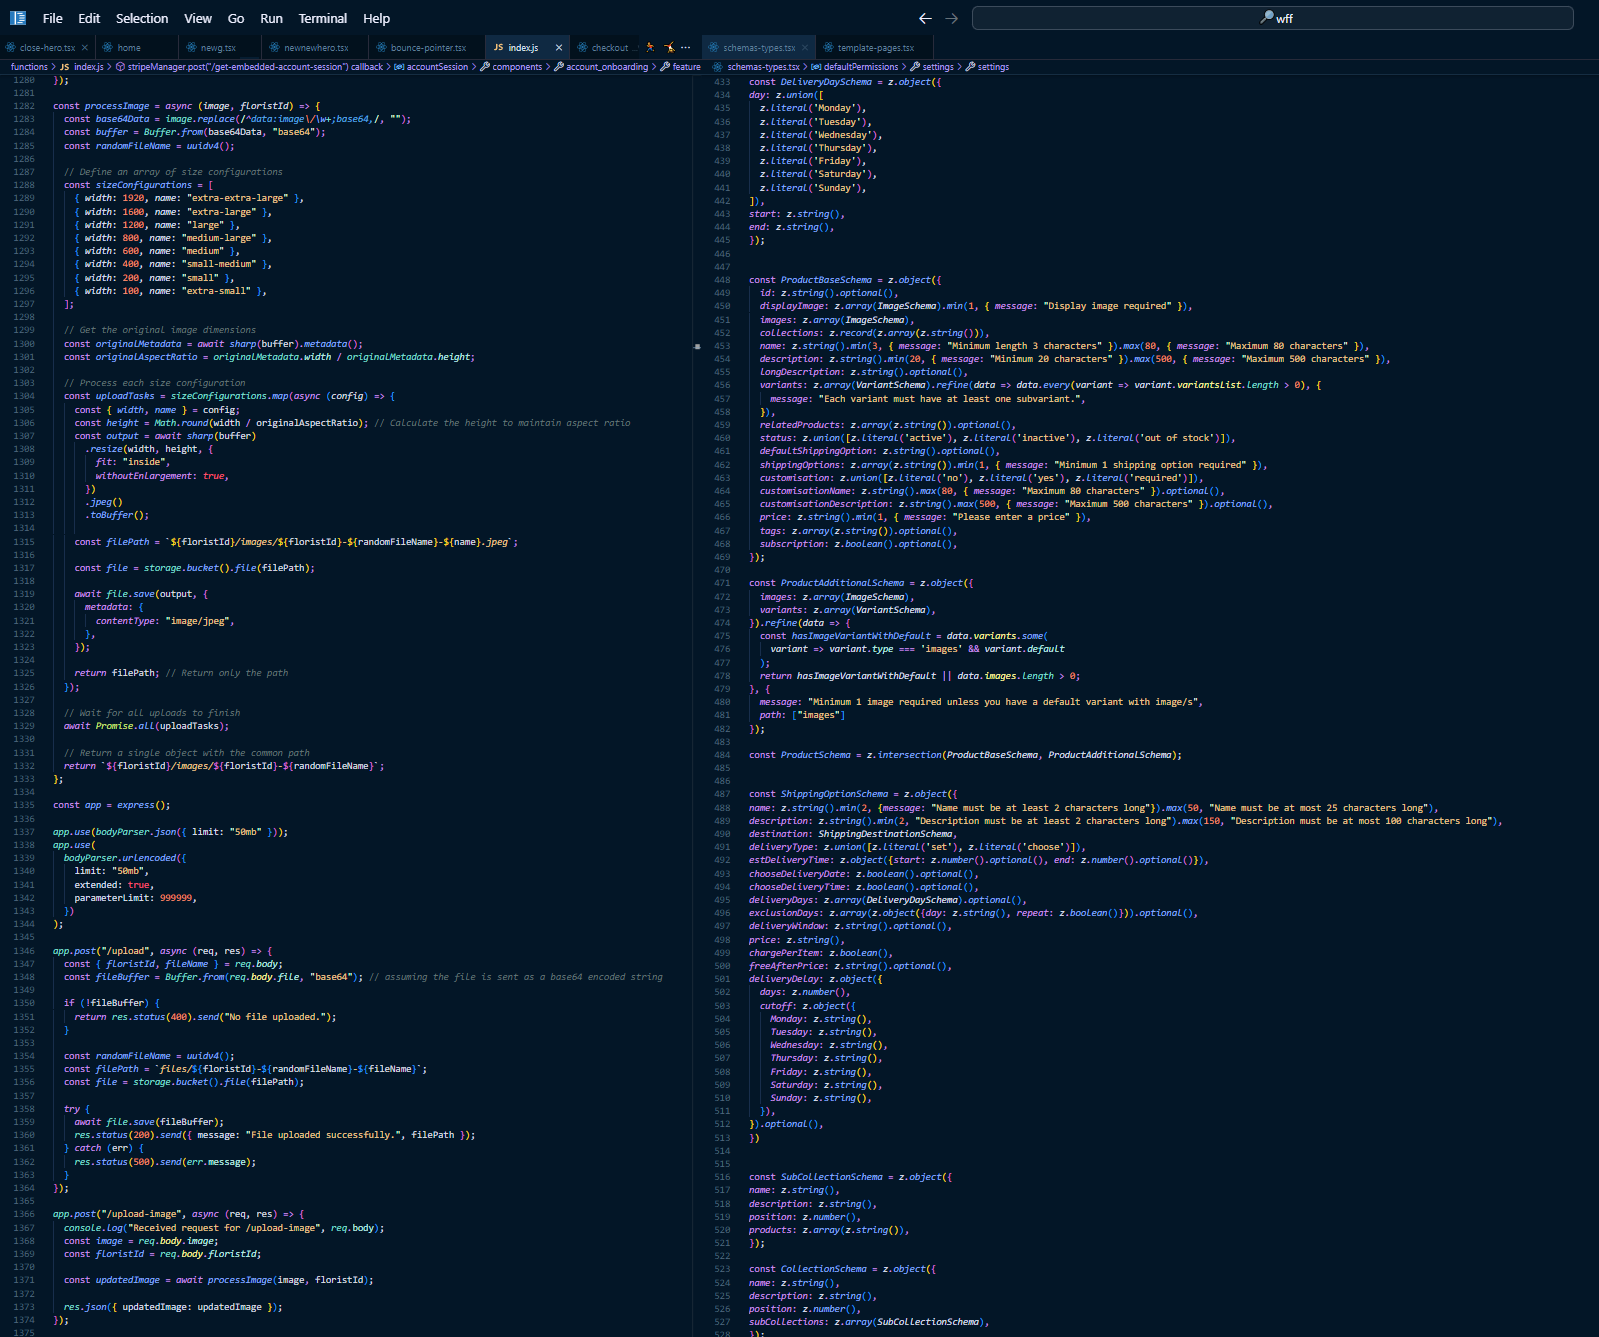 File Edit Selection View Go Run Terminal Help
wff
close-hero.tsx
home
newg.tsx
newnewhero.tsx
bounce-pointer.tsx
JS index.js
checkout
schemas-types.tsx
template-pages.tsx
functions > JS index.js > stripeManager.post("/get-embedded-account-session") callback > accountSession > components > account_onboarding > feature
1280 });
1281
1282 const processImage = async (image, floristId) => {
1283 const base64Data = image.replace(/^data:image\/\w+;base64,/, "");
1284 const buffer = Buffer.from(base64Data, "base64");
1285 const randomFileName = uuidv4();
1286
1287 // Define an array of size configurations
1288 const sizeConfigurations = [
1289 { width: 1920, name: "extra-extra-large" },
1290 { width: 1600, name: "extra-large" },
1291 { width: 1200, name: "large" },
1292 { width: 800, name: "medium-large" },
1293 { width: 600, name: "medium" },
1294 { width: 400, name: "small-medium" },
1295 { width: 200, name: "small" },
1296 { width: 100, name: "extra-small" },
1297 ];
1298
1299 // Get the original image dimensions
1300 const originalMetadata = await sharp(buffer).metadata();
1301 const originalAspectRatio = originalMetadata.width / originalMetadata.height;
1302
1303 // Process each size configuration
1304 const uploadTasks = sizeConfigurations.map(async (config) => {
1305 const { width, name } = config;
1306 const height = Math.round(width / originalAspectRatio); // Calculate the height to maintain aspect ratio
1307 const output = await sharp(buffer)
1308 .resize(width, height, {
1309 fit: "inside",
1310 withoutEnlargement: true,
1311 })
1312 .jpeg()
1313 .toBuffer();
1314
1315 const filePath = `${floristId}/images/${floristId}-${randomFileName}-${name}.jpeg`;
1316
1317 const file = storage.bucket().file(filePath);
1318
1319 await file.save(output, {
1320 metadata: {
1321 contentType: "image/jpeg",
1322 },
1323 });
1324
1325 return filePath; // Return only the path
1326 });
1327
1328 // Wait for all uploads to finish
1329 await Promise.all(uploadTasks);
1330
1331 // Return a single object with the common path
1332 return `${floristId}/images/${floristId}-${randomFileName}`;
1333 };
1334
1335 const app = express();
1336
1337 app.use(bodyParser.json({ limit: "50mb" }));
1338 app.use(
1339 bodyParser.urlencoded({
1340 limit: "50mb",
1341 extended: true,
1342 parameterLimit: 999999,
1343 })
1344 );
1345
1346 app.post("/upload", async (req, res) => {
1347 const { floristId, fileName } = req.body;
1348 const fileBuffer = Buffer.from(req.body.file, "base64"); // assuming the file is sent as a base64 encoded string
1349
1350 if (!fileBuffer) {
1351 return res.status(400).send("No file uploaded.");
1352 }
1353
1354 const randomFileName = uuidv4();
1355 const filePath = `files/${floristId}-${randomFileName}-${fileName}`;
1356 const file = storage.bucket().file(filePath);
1357
1358 try {
1359 await file.save(fileBuffer);
1360 res.status(200).send({ message: "File uploaded successfully.", filePath });
1361 } catch (err) {
1362 res.status(500).send(err.message);
1363 }
1364 });
1365
1366 app.post("/upload-image", async (req, res) => {
1367 console.log("Received request for /upload-image", req.body);
1368 const image = req.body.image;
1369 const floristId = req.body.floristId;
1370
1371 const updatedImage = await processImage(image, floristId);
1372
1373 res.json({ updatedImage: updatedImage });
1374 });
1375
schemas-types.tsx > defaultPermissions > settings > settings
433 const DeliveryDaySchema = z.object({
434 day: z.union([
435 z.literal('Monday'),
436 z.literal('Tuesday'),
437 z.literal('Wednesday'),
438 z.literal('Thursday'),
439 z.literal('Friday'),
440 z.literal('Saturday'),
441 z.literal('Sunday'),
442 ]),
443 start: z.string(),
444 end: z.string(),
445 });
446
447
448 const ProductBaseSchema = z.object({
449 id: z.string().optional(),
450 displayImage: z.array(ImageSchema).min(1, { message: "Display image required" }),
451 images: z.array(ImageSchema),
452 collections: z.record(z.array(z.string())),
453 name: z.string().min(3, { message: "Minimum length 3 characters" }).max(80, { message: "Maximum 80 characters" }),
454 description: z.string().min(20, { message: "Minimum 20 characters" }).max(500, { message: "Maximum 500 characters" }),
455 longDescription: z.string().optional(),
456 variants: z.array(VariantSchema).refine(data => data.every(variant => variant.variantsList.length > 0), {
457 message: "Each variant must have at least one subvariant.",
458 }),
459 relatedProducts: z.array(z.string()).optional(),
460 status: z.union([z.literal('active'), z.literal('inactive'), z.literal('out of stock')]),
461 defaultShippingOption: z.string().optional(),
462 shippingOptions: z.array(z.string()).min(1, { message: "Minimum 1 shipping option required" }),
463 customisation: z.union([z.literal('no'), z.literal('yes'), z.literal('required')]),
464 customisationName: z.string().max(80, { message: "Maximum 80 characters" }).optional(),
465 customisationDescription: z.string().max(500, { message: "Maximum 500 characters" }).optional(),
466 price: z.string().min(1, { message: "Please enter a price" }),
467 tags: z.array(z.string()).optional(),
468 subscription: z.boolean().optional(),
469 });
470
471 const ProductAdditionalSchema = z.object({
472 images: z.array(ImageSchema),
473 variants: z.array(VariantSchema),
474 }).refine(data => {
475 const hasImageVariantWithDefault = data.variants.some(
476 variant => variant.type === 'images' && variant.default
477 );
478 return hasImageVariantWithDefault || data.images.length > 0;
479 }, {
480 message: "Minimum 1 image required unless you have a default variant with image/s",
481 path: ["images"]
482 });
483
484 const ProductSchema = z.intersection(ProductBaseSchema, ProductAdditionalSchema);
485
486
487 const ShippingOptionSchema = z.object({
488 name: z.string().min(2, {message: "Name must be at least 2 characters long"}).max(50, "Name must be at most 25 characters long"),
489 description: z.string().min(2, "Description must be at least 2 characters long").max(150, "Description must be at most 100 characters long"),
490 destination: ShippingDestinationSchema,
491 deliveryType: z.union([z.literal('set'), z.literal('choose')]),
492 estDeliveryTime: z.object({start: z.number().optional(), end: z.number().optional()}),
493 chooseDeliveryDate: z.boolean().optional(),
494 chooseDeliveryTime: z.boolean().optional(),
495 deliveryDays: z.array(DeliveryDaySchema).optional(),
496 exclusionDays: z.array(z.object({day: z.string(), repeat: z.boolean()})).optional(),
497 deliveryWindow: z.string().optional(),
498 price: z.string(),
499 chargePerItem: z.boolean(),
500 freeAfterPrice: z.string().optional(),
501 deliveryDelay: z.object({
502 days: z.number(),
503 cutoff: z.object({
504 Monday: z.string(),
505 Tuesday: z.string(),
506 Wednesday: z.string(),
507 Thursday: z.string(),
508 Friday: z.string(),
509 Saturday: z.string(),
510 Sunday: z.string(),
511 }),
512 }).optional(),
513 })
514
515
516 const SubCollectionSchema = z.object({
517 name: z.string(),
518 description: z.string(),
519 position: z.number(),
520 products: z.array(z.string()),
521 });
522
523 const CollectionSchema = z.object({
524 name: z.string(),
525 description: z.string(),
526 position: z.number(),
527 subCollections: z.array(SubCollectionSchema),
528 });